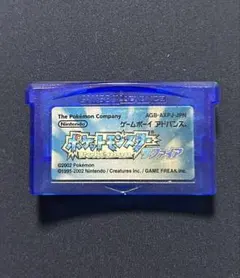 GAME BOY ADVANCE
The Pokémon Company
Nintendo
AGB-AXPJ-JPN
ゲームボーイ アドバンス
ポケットモンスター
サファイア
©2002 Pokémon
©1995-2002 Nintendo / Creatures inc. / GAME FREAK inc.